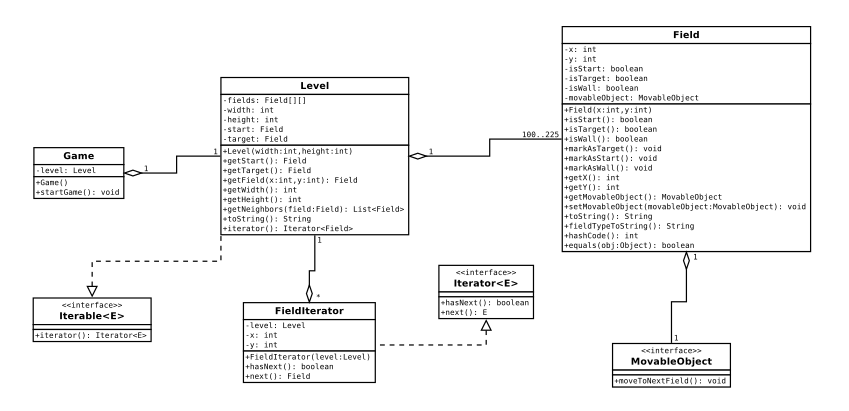 Field
-x: int
-y: int
-isStart: boolean
-isTarget: boolean
-isWall: boolean
-movableObject: MovableObject
+Field(x:int,y:int)
+isStart(): boolean
+isTarget(): boolean
+isWall(): boolean
+markAsTarget(): void
+markAsStart(): void
+markAsWall(): void
+getX(): int
+getY(): int
+getMovableObject(): MovableObject
+setMovableObject(movableObject:MovableObject): void
+toString(): String
+fieldTypeToString(): String
+hashCode(): int
+equals(obj:Object): boolean
Level
-fields: Field[][]
-width: int
-height: int
-start: Field
-target: Field
+Level(width:int,height:int)
+getStart(): Field
+getTarget(): Field
+getField(x:int,y:int): Field
+getWidth(): int
+getHeight(): int
+getNeighbors(field:Field): List<Field>
+toString(): String
+iterator(): Iterator<Field>
1
100..225
Game
-level: Level
+Game()
+startGame(): void
1
1
1
*
<<interface>>
Iterable<E>
+iterator(): Iterator<E>
FieldIterator
-level: Level
-x: int
-y: int
+FieldIterator(level:Level)
+hasNext(): boolean
+next(): Field
<<interface>>
Iterator<E>
+hasNext(): boolean
+next(): E
1
1
<<interface>>
MovableObject
+moveToNextField(): void